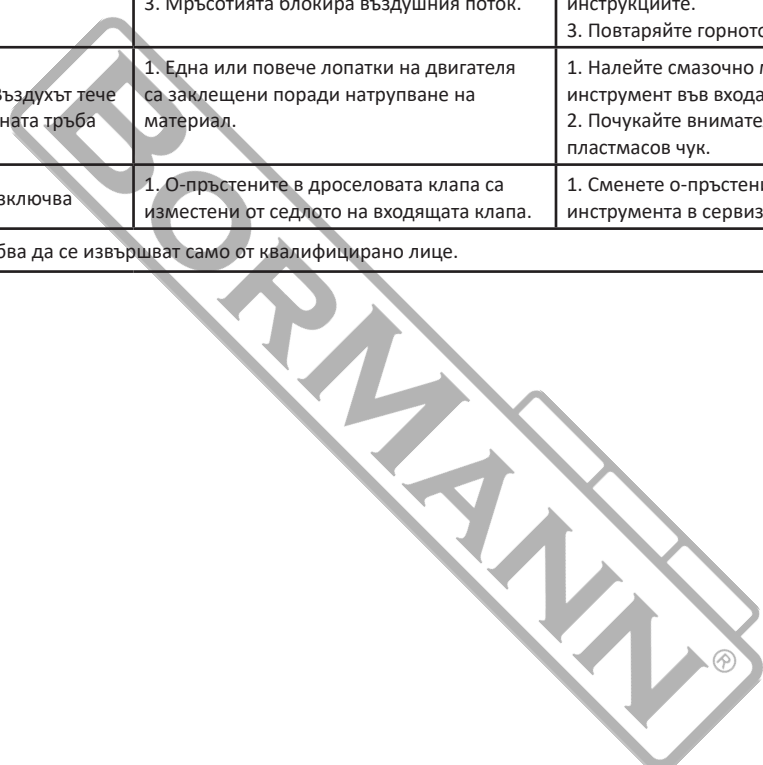 3. Мръсотията блокира въздушния поток.
инструкциите.
3. Повтаряйте горното
Въздухът тече
ната тръба
1. Една или повече лопатки на двигателя
са заклещени поради натрупване на
материал.
1. Налейте смазочно
инструмент във входа
2. Почукайте внимате
пластмасов чук.
зключва
1. О-пръстените в дроселовата клапа са
изместени от седлото на входящата клапа.
1. Сменете о-пръстени
инструмента в сервиз
бва да се извършват само от квалифицирано лице.
BORMANN®